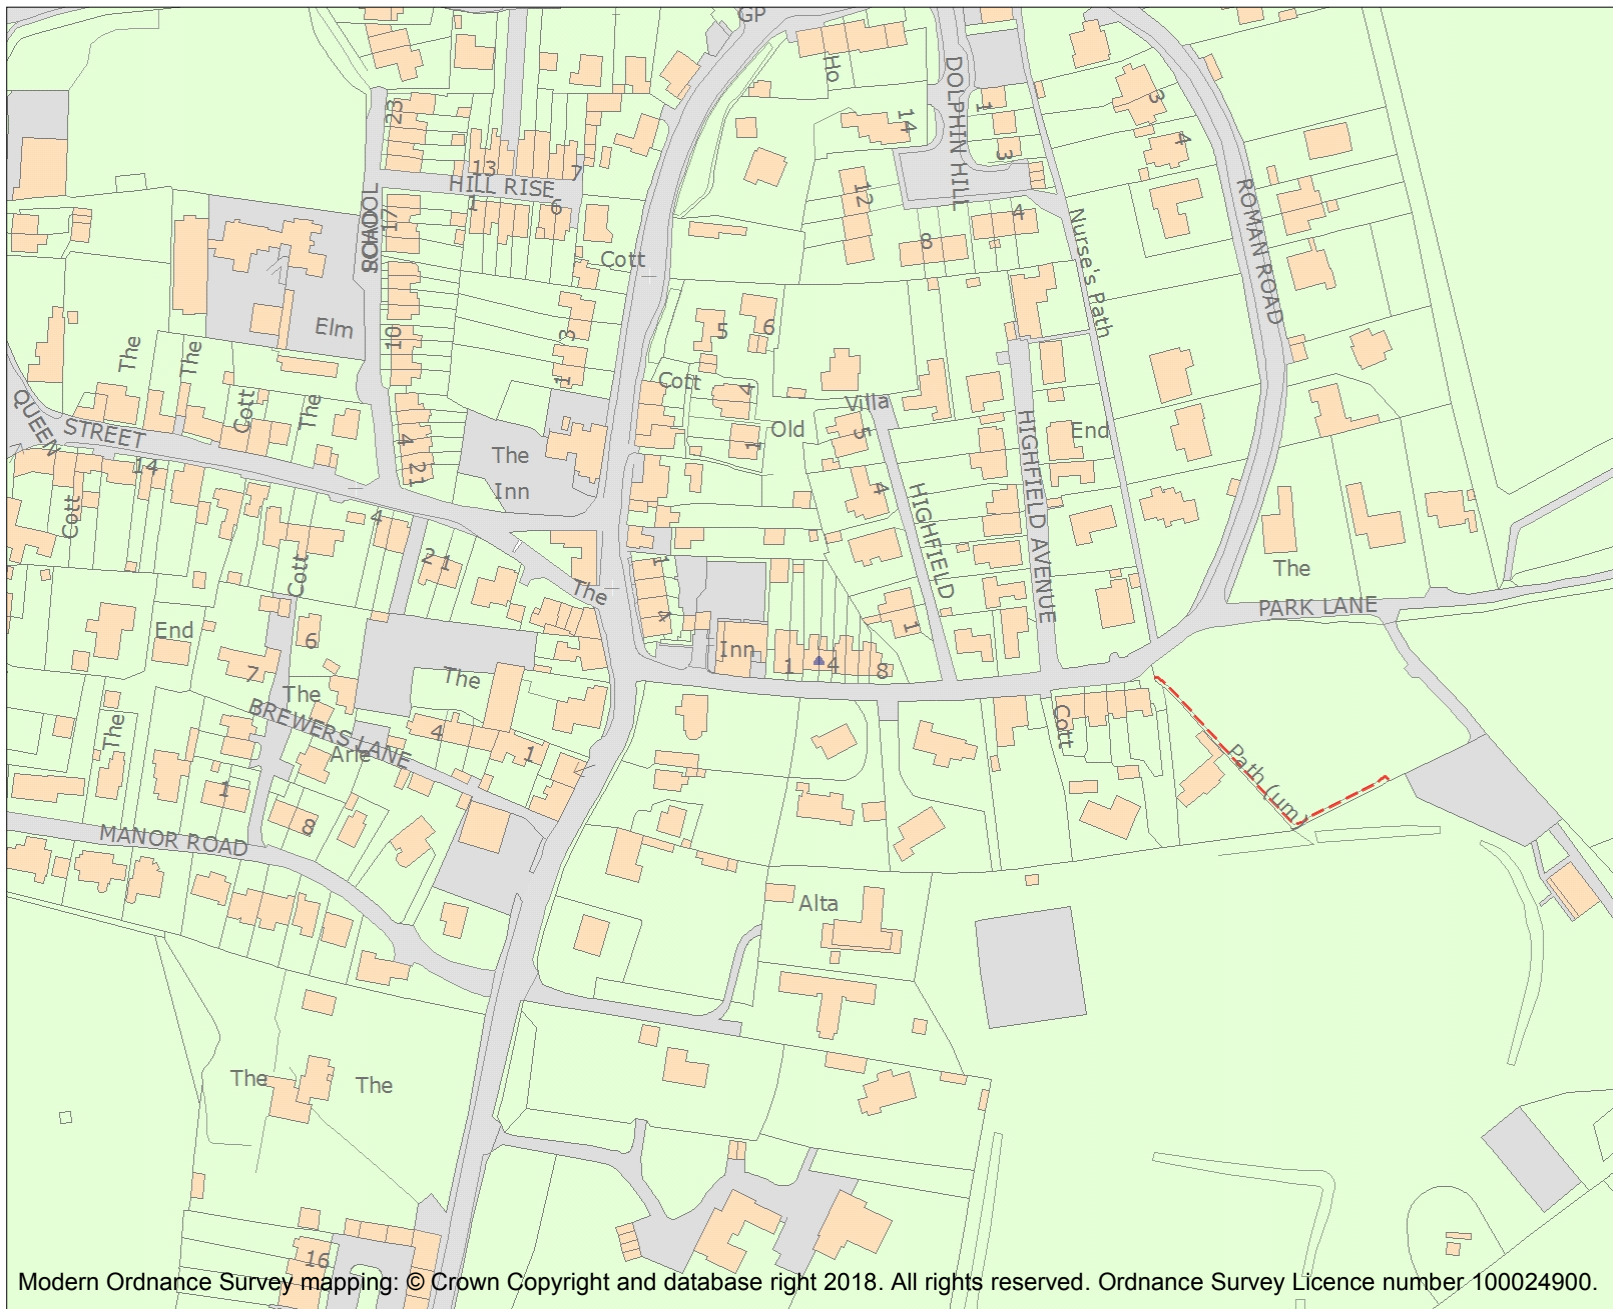 GP
Ho
DOLPHIN HILL
14
1
3
3
4
23
13
7
HILL RISE
1
6
SCHOOL
17
12
4
8
Nurse's Path
ROMAN ROAD
Cott
Elm
10
3
1
5
6
The
The
Cott
The
Cott
4
Villa
5
Old
1
End
QUEEN
STREET
14
4
21
The
Inn
4
HIGHFIELD
HIGHFIELD AVENUE
Cott
4
2 1
The
The
PARK LANE
Cott
1
4
1
End
6
7
The
The
Inn
1
4
8
The
BREWERS LANE
4
1
Arle
Cott
Path (um)
1
8
MANOR ROAD
Alta
The
The
16
Modern Ordnance Survey mapping: © Crown Copyright and database right 2018. All rights reserved. Ordnance Survey Licence number 100024900.